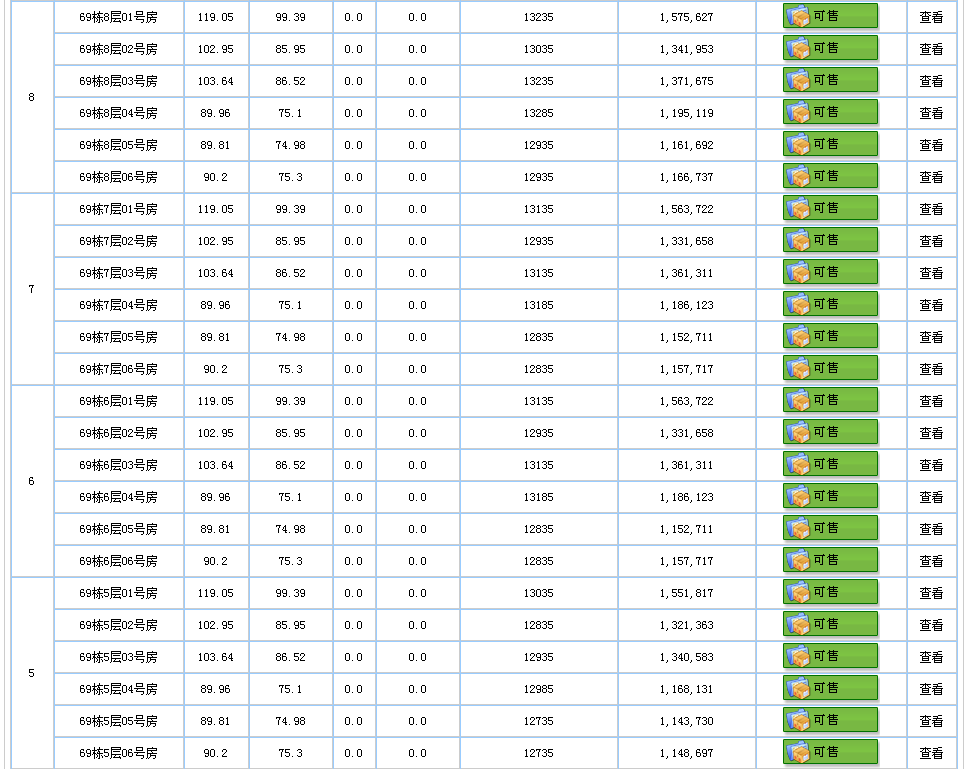 69栋8层01号房 119.05 99.39 0.0 0.0 13235 1,575,627 可售 查看
69栋8层02号房 102.95 85.95 0.0 0.0 13035 1,341,953 可售 查看
69栋8层03号房 103.64 86.52 0.0 0.0 13235 1,371,675 可售 查看
8
69栋8层04号房 89.96 75.1 0.0 0.0 13285 1,195,119 可售 查看
69栋8层05号房 89.81 74.98 0.0 0.0 12935 1,161,692 可售 查看
69栋8层06号房 90.2 75.3 0.0 0.0 12935 1,166,737 可售 查看
69栋7层01号房 119.05 99.39 0.0 0.0 13135 1,563,722 可售 查看
69栋7层02号房 102.95 85.95 0.0 0.0 12935 1,331,658 可售 查看
69栋7层03号房 103.64 86.52 0.0 0.0 13135 1,361,311 可售 查看
7
69栋7层04号房 89.96 75.1 0.0 0.0 13185 1,186,123 可售 查看
69栋7层05号房 89.81 74.98 0.0 0.0 12835 1,152,711 可售 查看
69栋7层06号房 90.2 75.3 0.0 0.0 12835 1,157,717 可售 查看
69栋6层01号房 119.05 99.39 0.0 0.0 13135 1,563,722 可售 查看
69栋6层02号房 102.95 85.95 0.0 0.0 12935 1,331,658 可售 查看
69栋6层03号房 103.64 86.52 0.0 0.0 13135 1,361,311 可售 查看
6
69栋6层04号房 89.96 75.1 0.0 0.0 13185 1,186,123 可售 查看
69栋6层05号房 89.81 74.98 0.0 0.0 12835 1,152,711 可售 查看
69栋6层06号房 90.2 75.3 0.0 0.0 12835 1,157,717 可售 查看
69栋5层01号房 119.05 99.39 0.0 0.0 13035 1,551,817 可售 查看
69栋5层02号房 102.95 85.95 0.0 0.0 12835 1,321,363 可售 查看
69栋5层03号房 103.64 86.52 0.0 0.0 12935 1,340,583 可售 查看
5
69栋5层04号房 89.96 75.1 0.0 0.0 12985 1,168,131 可售 查看
69栋5层05号房 89.81 74.98 0.0 0.0 12735 1,143,730 可售 查看
69栋5层06号房 90.2 75.3 0.0 0.0 12735 1,148,697 可售 查看